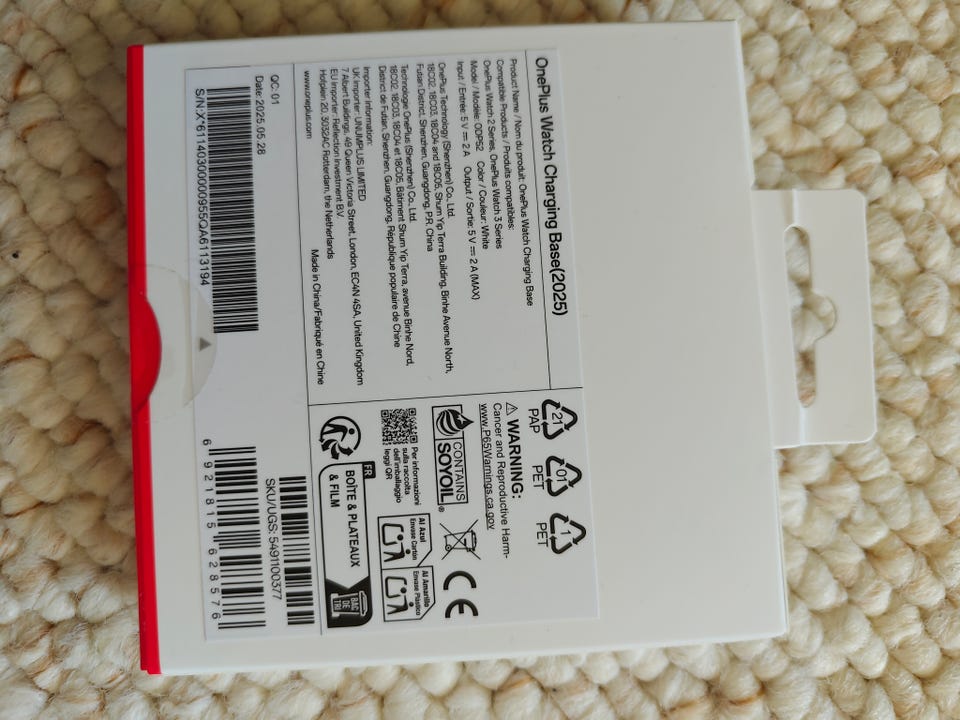 OnePlus Watch Charging Base(2025)
Product Name / Nom du produit: OnePlus Watch Charging Base
Compatible Products / Produits compatibles:
OnePlus Watch 2 Series, OnePlus Watch 3 Series
Model / Modèle: ODP52 Color / Couleur: White
Input / Entrée: 5 V⎓2 A Output / Sortie: 5 V⎓2 A (MAX)
OnePlus Technology (Shenzhen) Co., Ltd.
18C02, 18C03, 18C04 and 18C05, Shum Yip Terra Building, Binhe Avenue North,
Futian District, Shenzhen, Guangdong, P.R. China
Technologie OnePlus (Shenzhen) Co., Ltd.
18C02, 18C03, 18C04 et 18C05, Bâtiment Shum Yip Terra, avenue Binhe Nord,
District de Futian, Shenzhen, Guangdong, République populaire de Chine
Importer information:
UK importer: UNUMPLUS LIMITED
7 Albert Buildings, 49 Queen Victoria Street, London, EC4N 4SA, United Kingdom
EU importer: Reflection Investment B.V.
Hofplein 20, 3032AC Rotterdam, the Netherlands
www.oneplus.com
Made in China/Fabriqué en Chine
21
PAP
01
PET
1
PET
WARNING:
Cancer and Reproductive Harm-
www.P65Warnings.ca.gov
CONTAINS
SOYOIL®
CE
Per informazioni
sulla raccolta
dell'imballaggio
leggi QR
Al Azul
Envase Cartón
Al Amarillo
Envase Plástico
FR
BOÎTE & PLATEAUX
& FILM
BAC
DE
TRI
QC: 01
Date: 2025.05.28
S/N:X*6114030300000955QA6113194
SKU/UGS: 5491100377
6 921815 628576